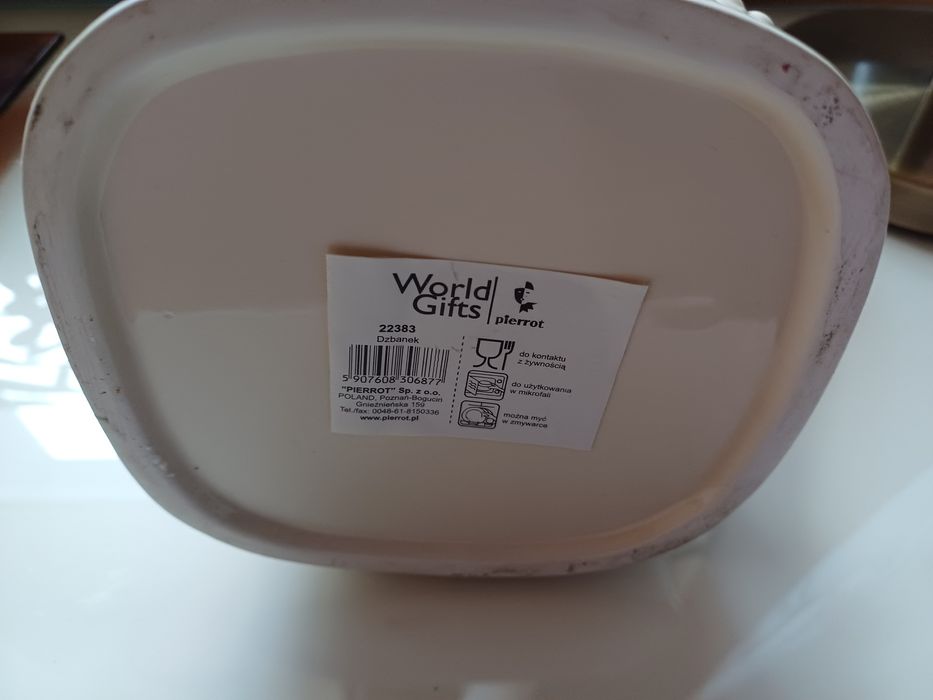 World
Gifts
pierrot
22383
Dzbanek
5 907608 306877
"PIERROT" Sp. z o.o.
POLAND, Poznań-Bogucin
Gnieźnieńska 159
Tel./fax: 0048-61-8150336
www.pierrot.pl
do kontaktu
z żywnością
do użytkowania
w mikrofali
można myć
w zmywarce